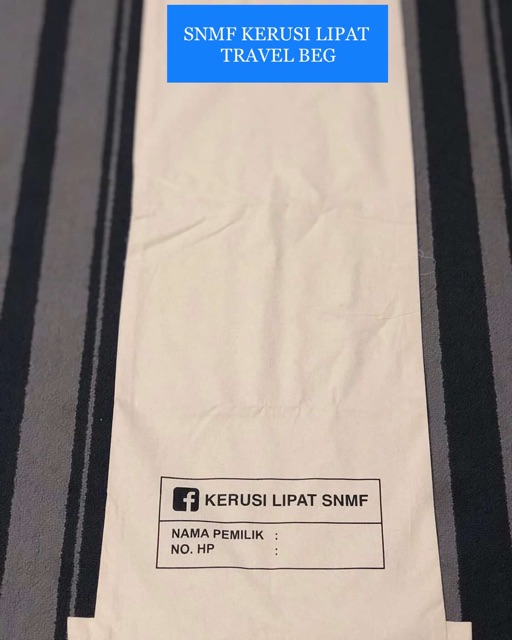 SNMF KERUSI LIPAT
TRAVEL BEG
KERUSI LIPAT SNMF
NAMA PEMILIK :
NO. HP :